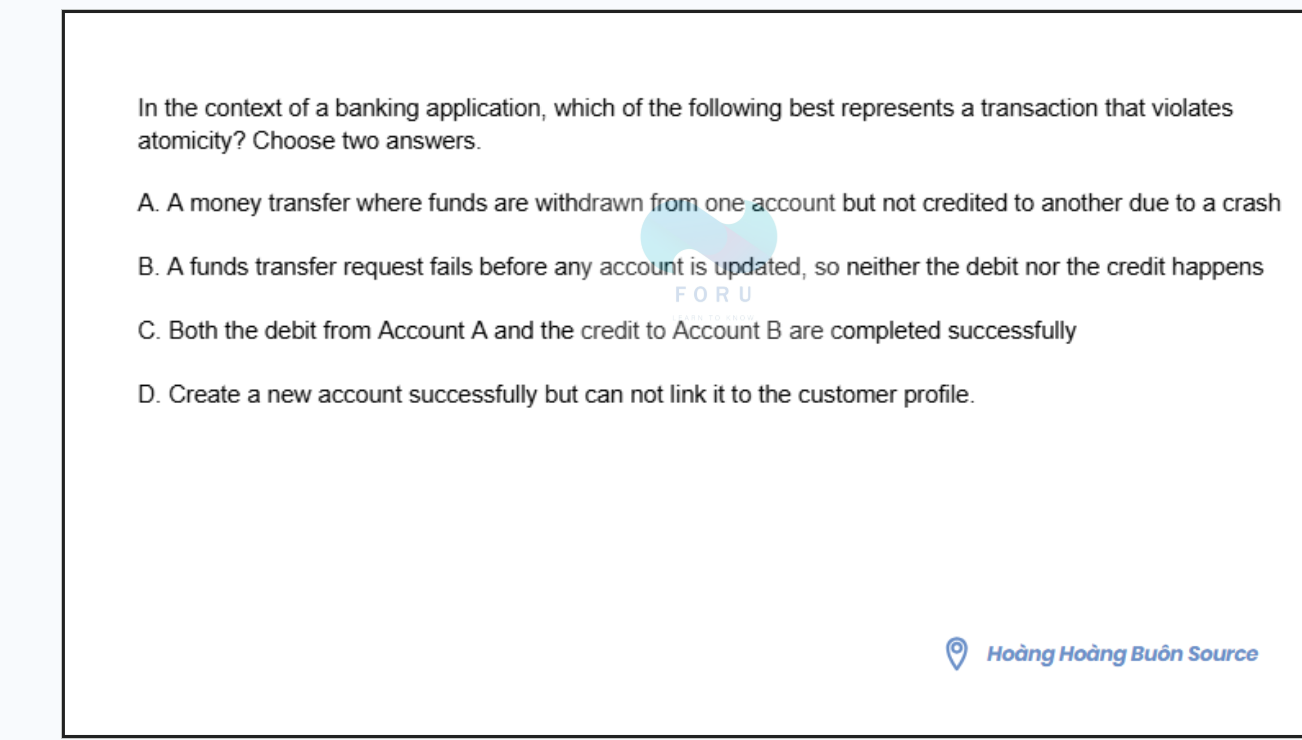 In the context of a banking application, which of the following best represents a transaction that violates
atomicity? Choose two answers.
A. A money transfer where funds are withdrawn from one account but not credited to another due to a crash
B. A funds transfer request fails before any account is updated, so neither the debit nor the credit happens
FORU
LEARN TO KNOW
C. Both the debit from Account A and the credit to Account B are completed successfully
D. Create a new account successfully but can not link it to the customer profile.
Hoàng Hoàng Buôn Source